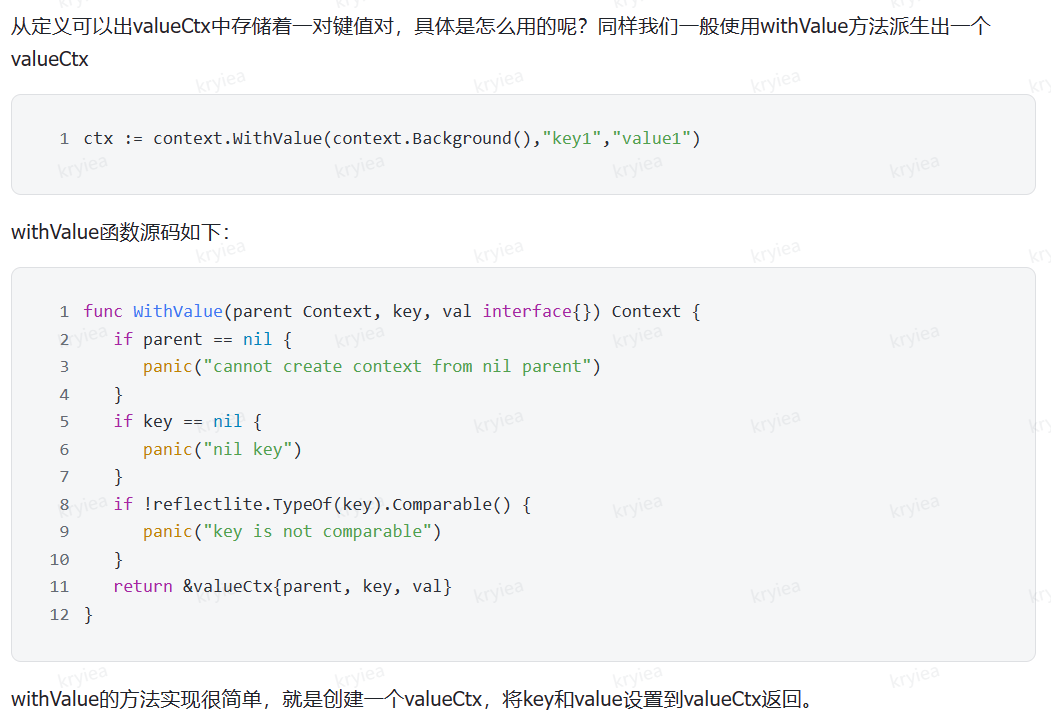 从定义可以出valueCtx中存储着一对键值对，具体是怎么用的呢？同样我们一般使用withValue方法派生出一个
valueCtx
1 ctx := context.WithValue(context.Background(),"key1","value1")
withValue函数源码如下：
1 func WithValue(parent Context, key, val interface{}) Context {
2    if parent == nil {
3       panic("cannot create context from nil parent")
4    }
5    if key == nil {
6       panic("nil key")
7    }
8    if !reflectlite.TypeOf(key).Comparable() {
9       panic("key is not comparable")
10    }
11    return &valueCtx{parent, key, val}
12 }
withValue的方法实现很简单，就是创建一个valueCtx，将key和value设置到valueCtx返回。
kryiea